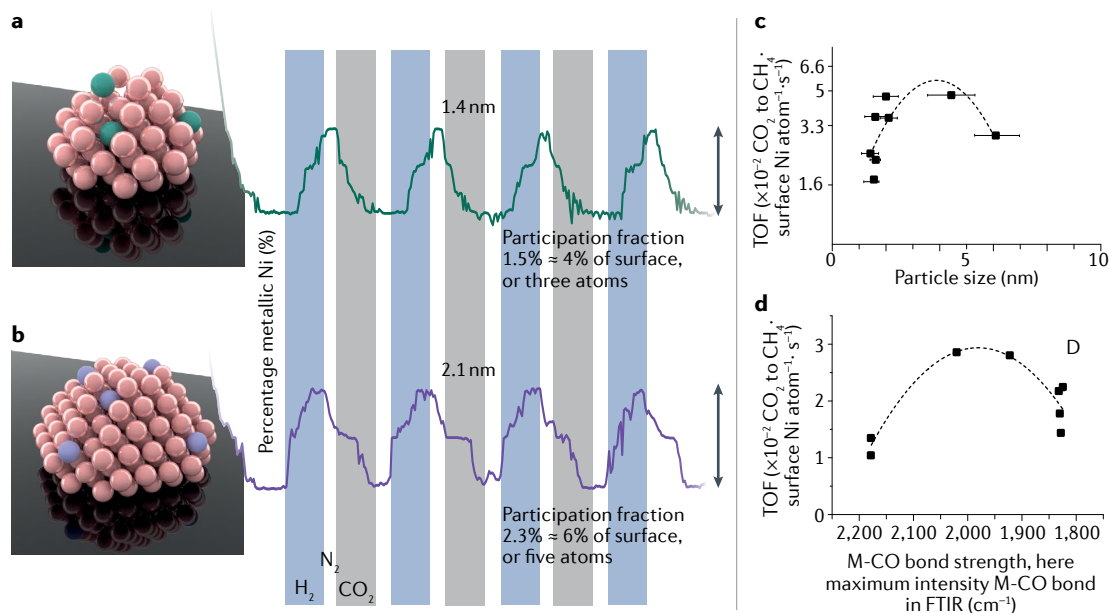 a
1.4 nm
Participation fraction
1.5% ≈ 4% of surface,
or three atoms
Percentage metallic Ni (%)
b
2.1 nm
Participation fraction
2.3% ≈ 6% of surface,
or five atoms
H₂
N₂
CO₂
c
TOF (×10⁻² CO₂ to CH₄·
surface Ni atom⁻¹·s⁻¹)
6.6
5
3.3
1.6
0
5
10
Particle size (nm)
d
TOF (×10⁻² CO₂ to CH₄·
surface Ni atom⁻¹·s⁻¹)
3
2
1
0
D
2,200
2,100
2,000
1,900
1,800
M-CO bond strength, here
maximum intensity M-CO bond
in FTIR (cm⁻¹)